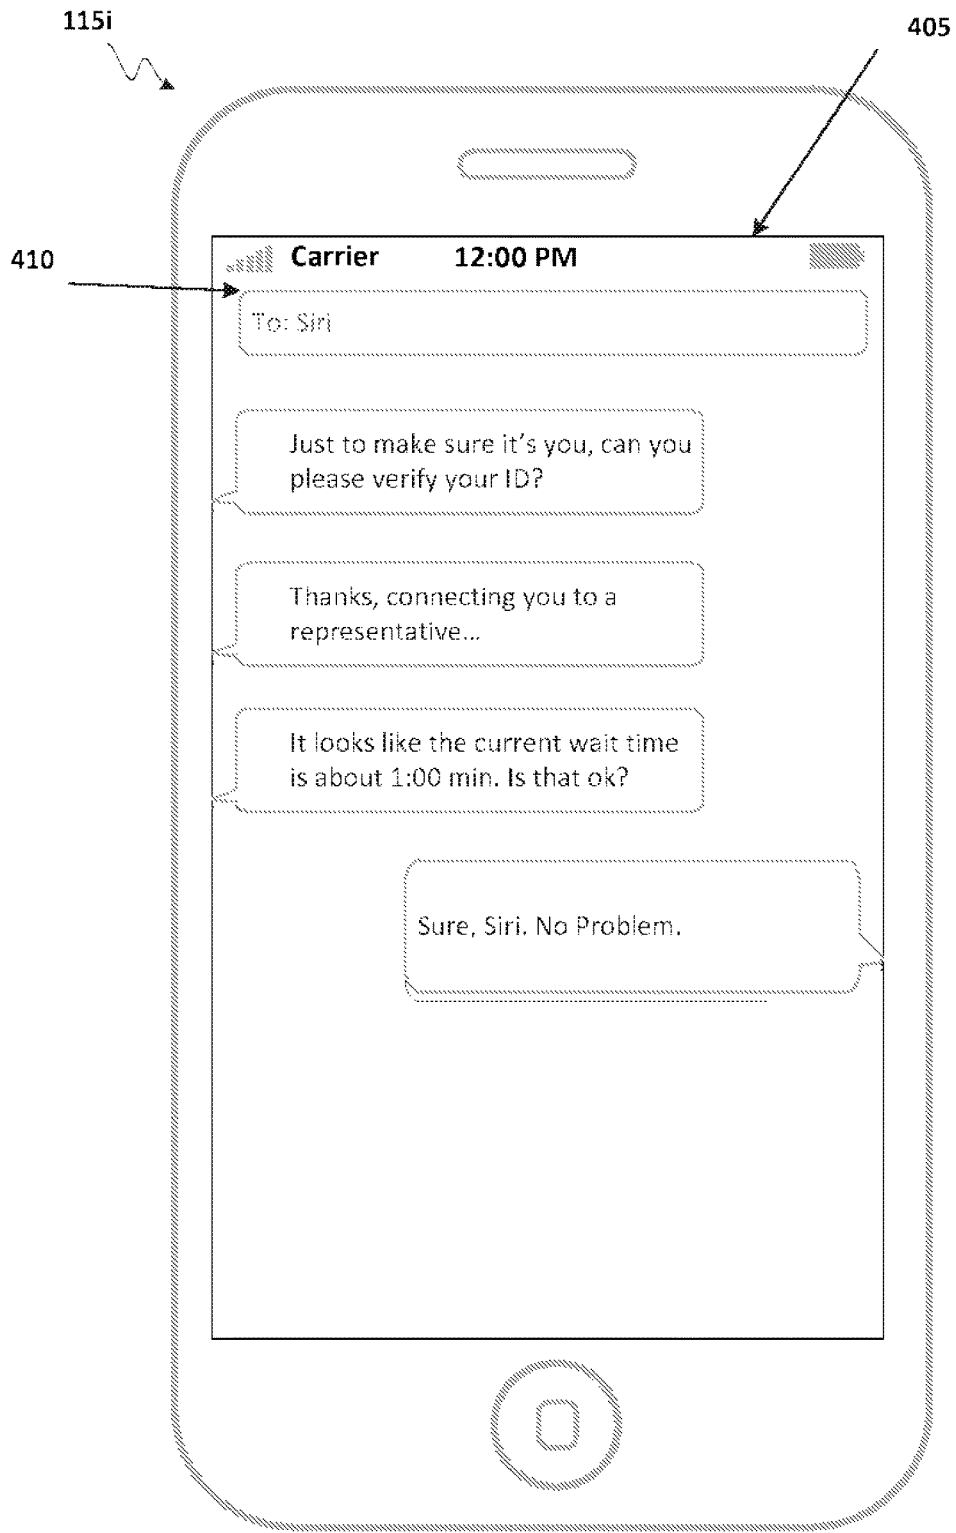 115i
405
410
Carrier 12:00 PM
To: Siri
Just to make sure it's you, can you
please verify your ID?
Thanks, connecting you to a
representative...
It looks like the current wait time
is about 1:00 min. Is that ok?
Sure, Siri. No Problem.